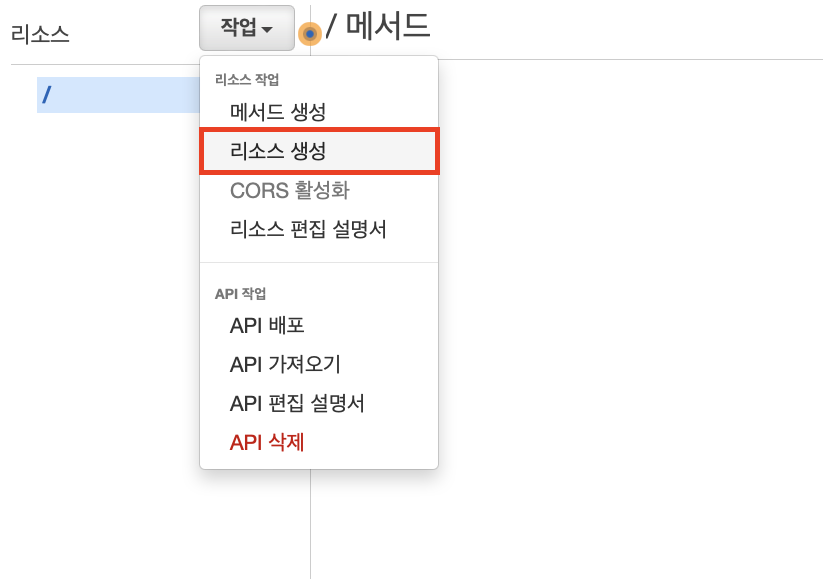 리소스
작업
/ 메서드
/
리소스 작업
메서드 생성
리소스 생성
CORS 활성화
리소스 편집 설명서
API 작업
API 배포
API 가져오기
API 편집 설명서
API 삭제